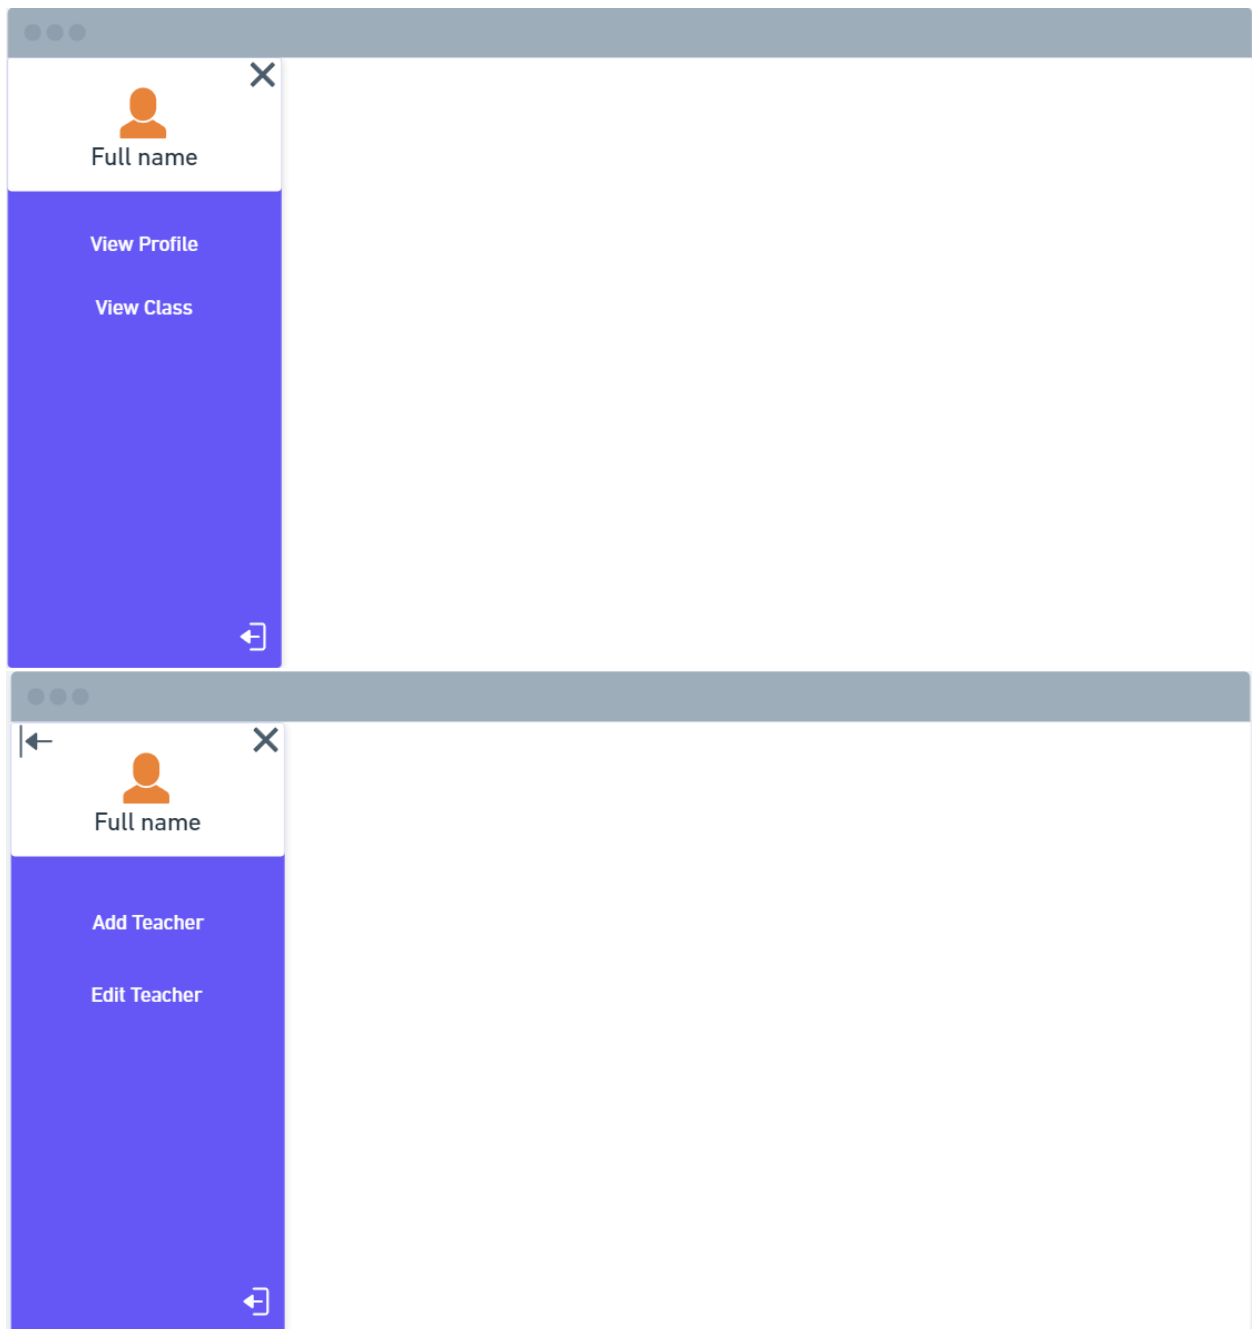 Full name
View Profile
View Class
Full name
Add Teacher
Edit Teacher